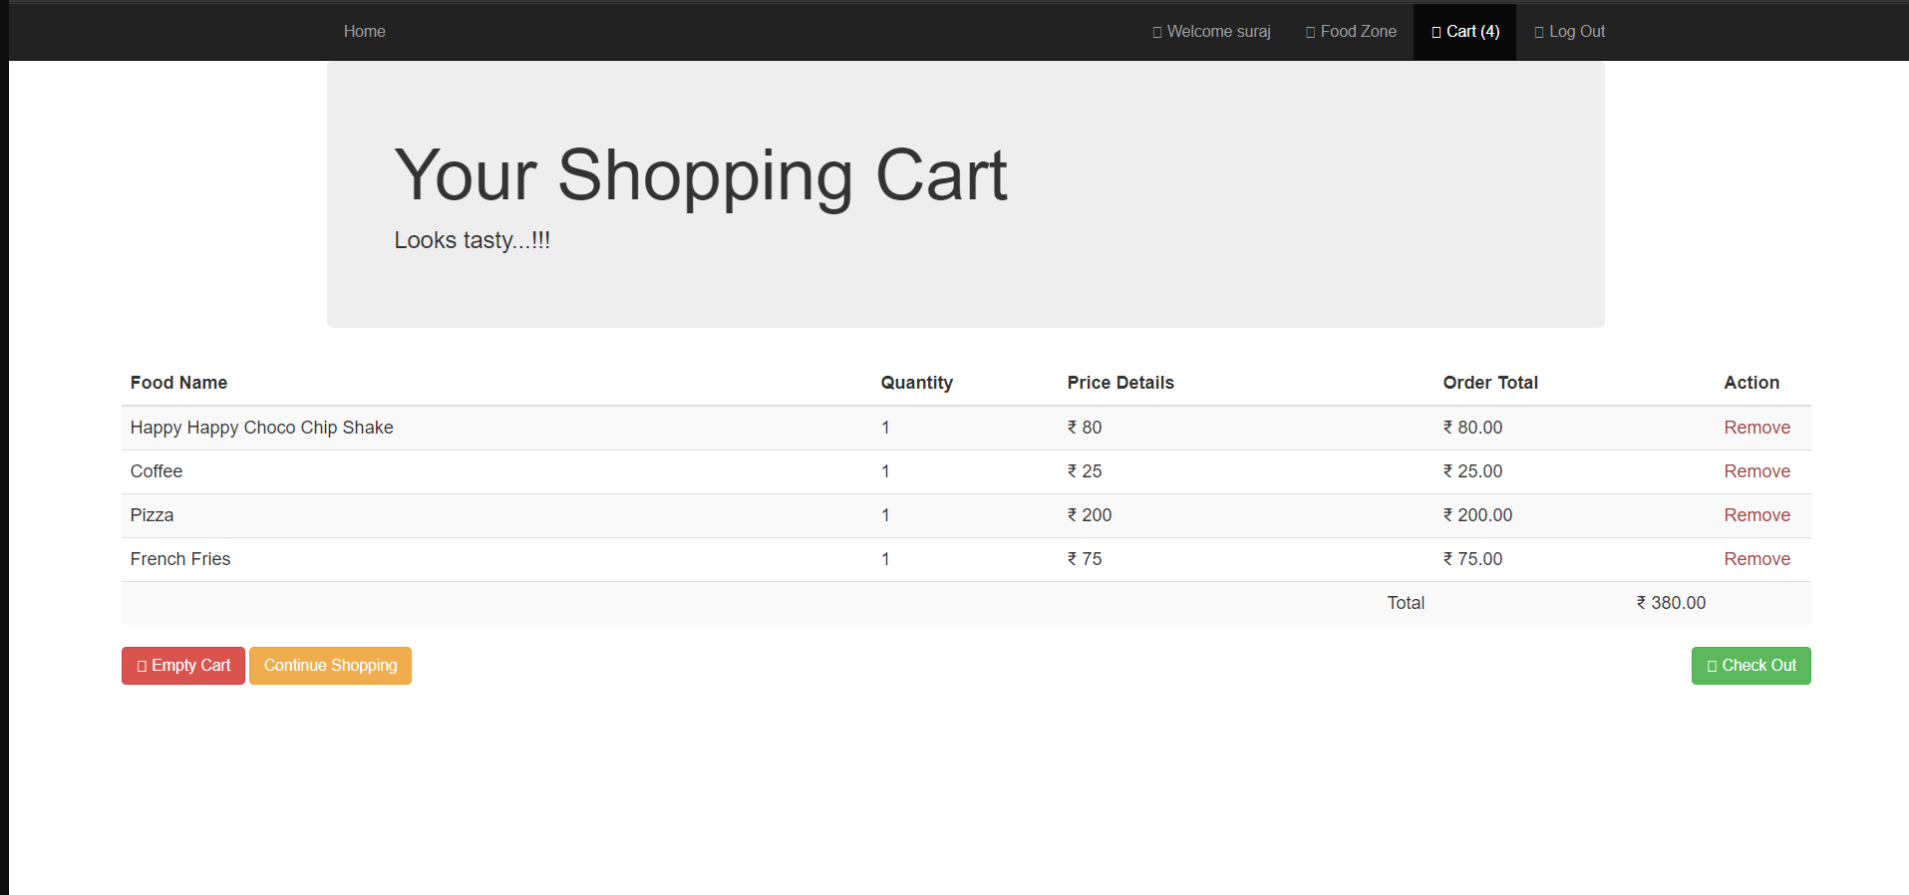 Home Welcome suraj Food Zone Cart (4) Log Out
Your Shopping Cart
Looks tasty...!!!
Food Name Quantity Price Details Order Total Action
Happy Happy Choco Chip Shake 1 ₹ 80 ₹ 80.00 Remove
Coffee 1 ₹ 25 ₹ 25.00 Remove
Pizza 1 ₹ 200 ₹ 200.00 Remove
French Fries 1 ₹ 75 ₹ 75.00 Remove
Total ₹ 380.00
Empty Cart Continue Shopping Check Out